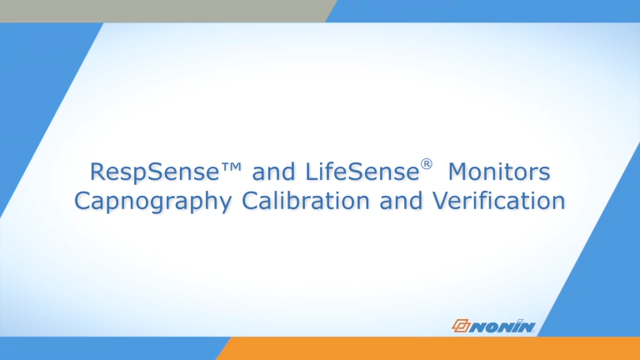 RespSense™ and LifeSense® Monitors
Capnography Calibration and Verification
NONIN